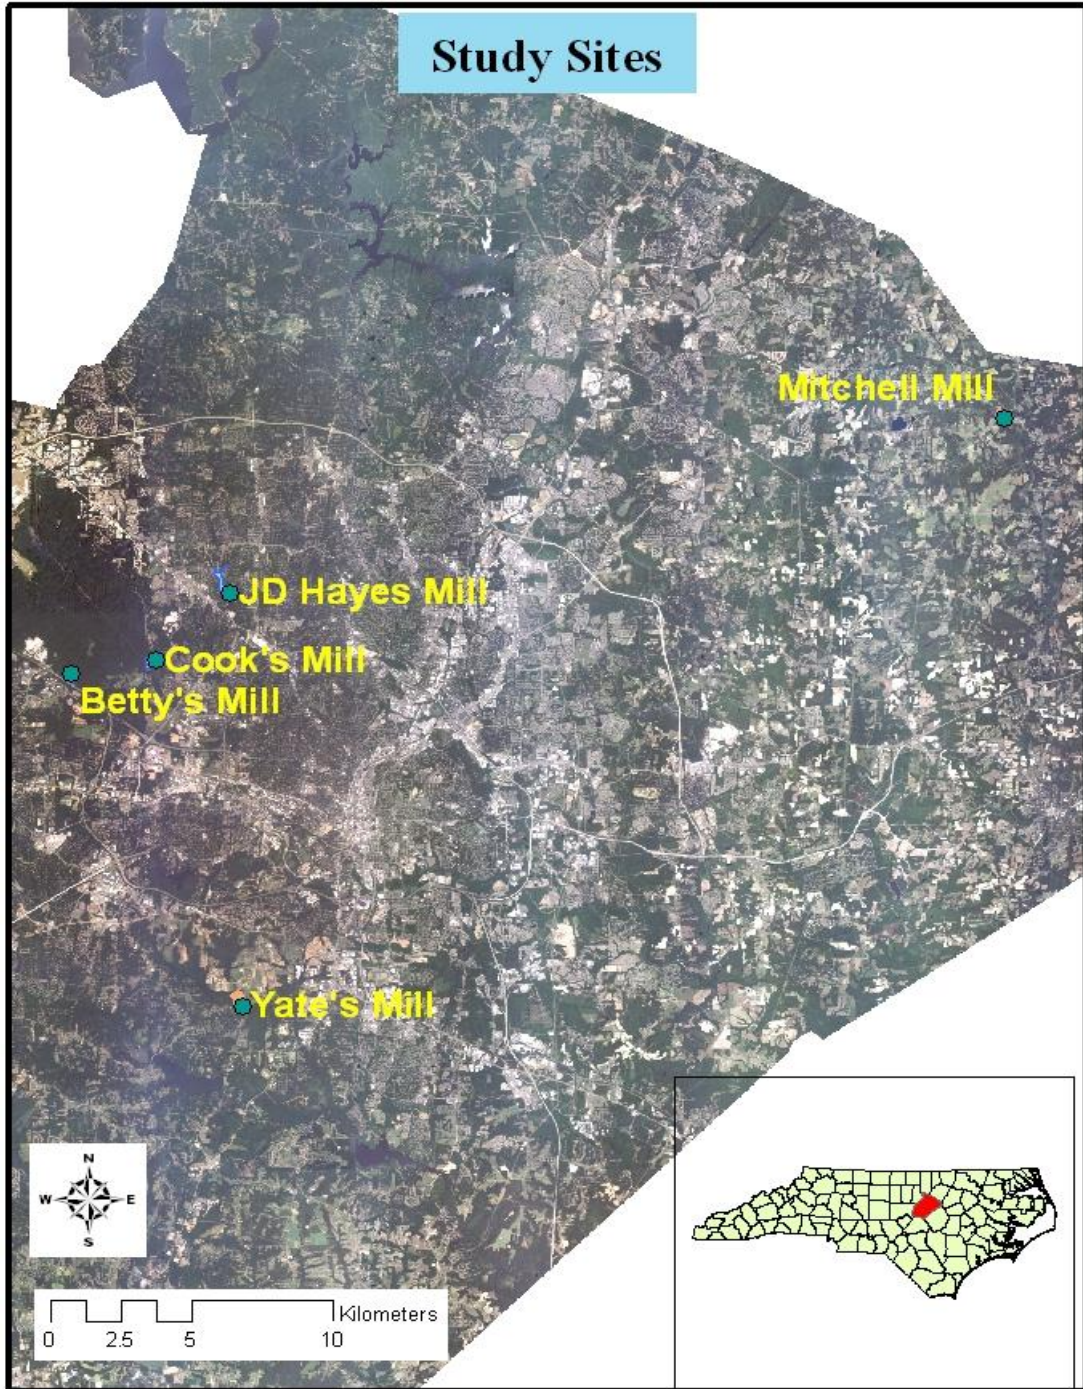 Study Sites
Mitchell Mill
JD Hayes Mill
Cook's Mill
Betty's Mill
Yate's Mill
N
W E
S
Kilometers
0 2.5 5 10